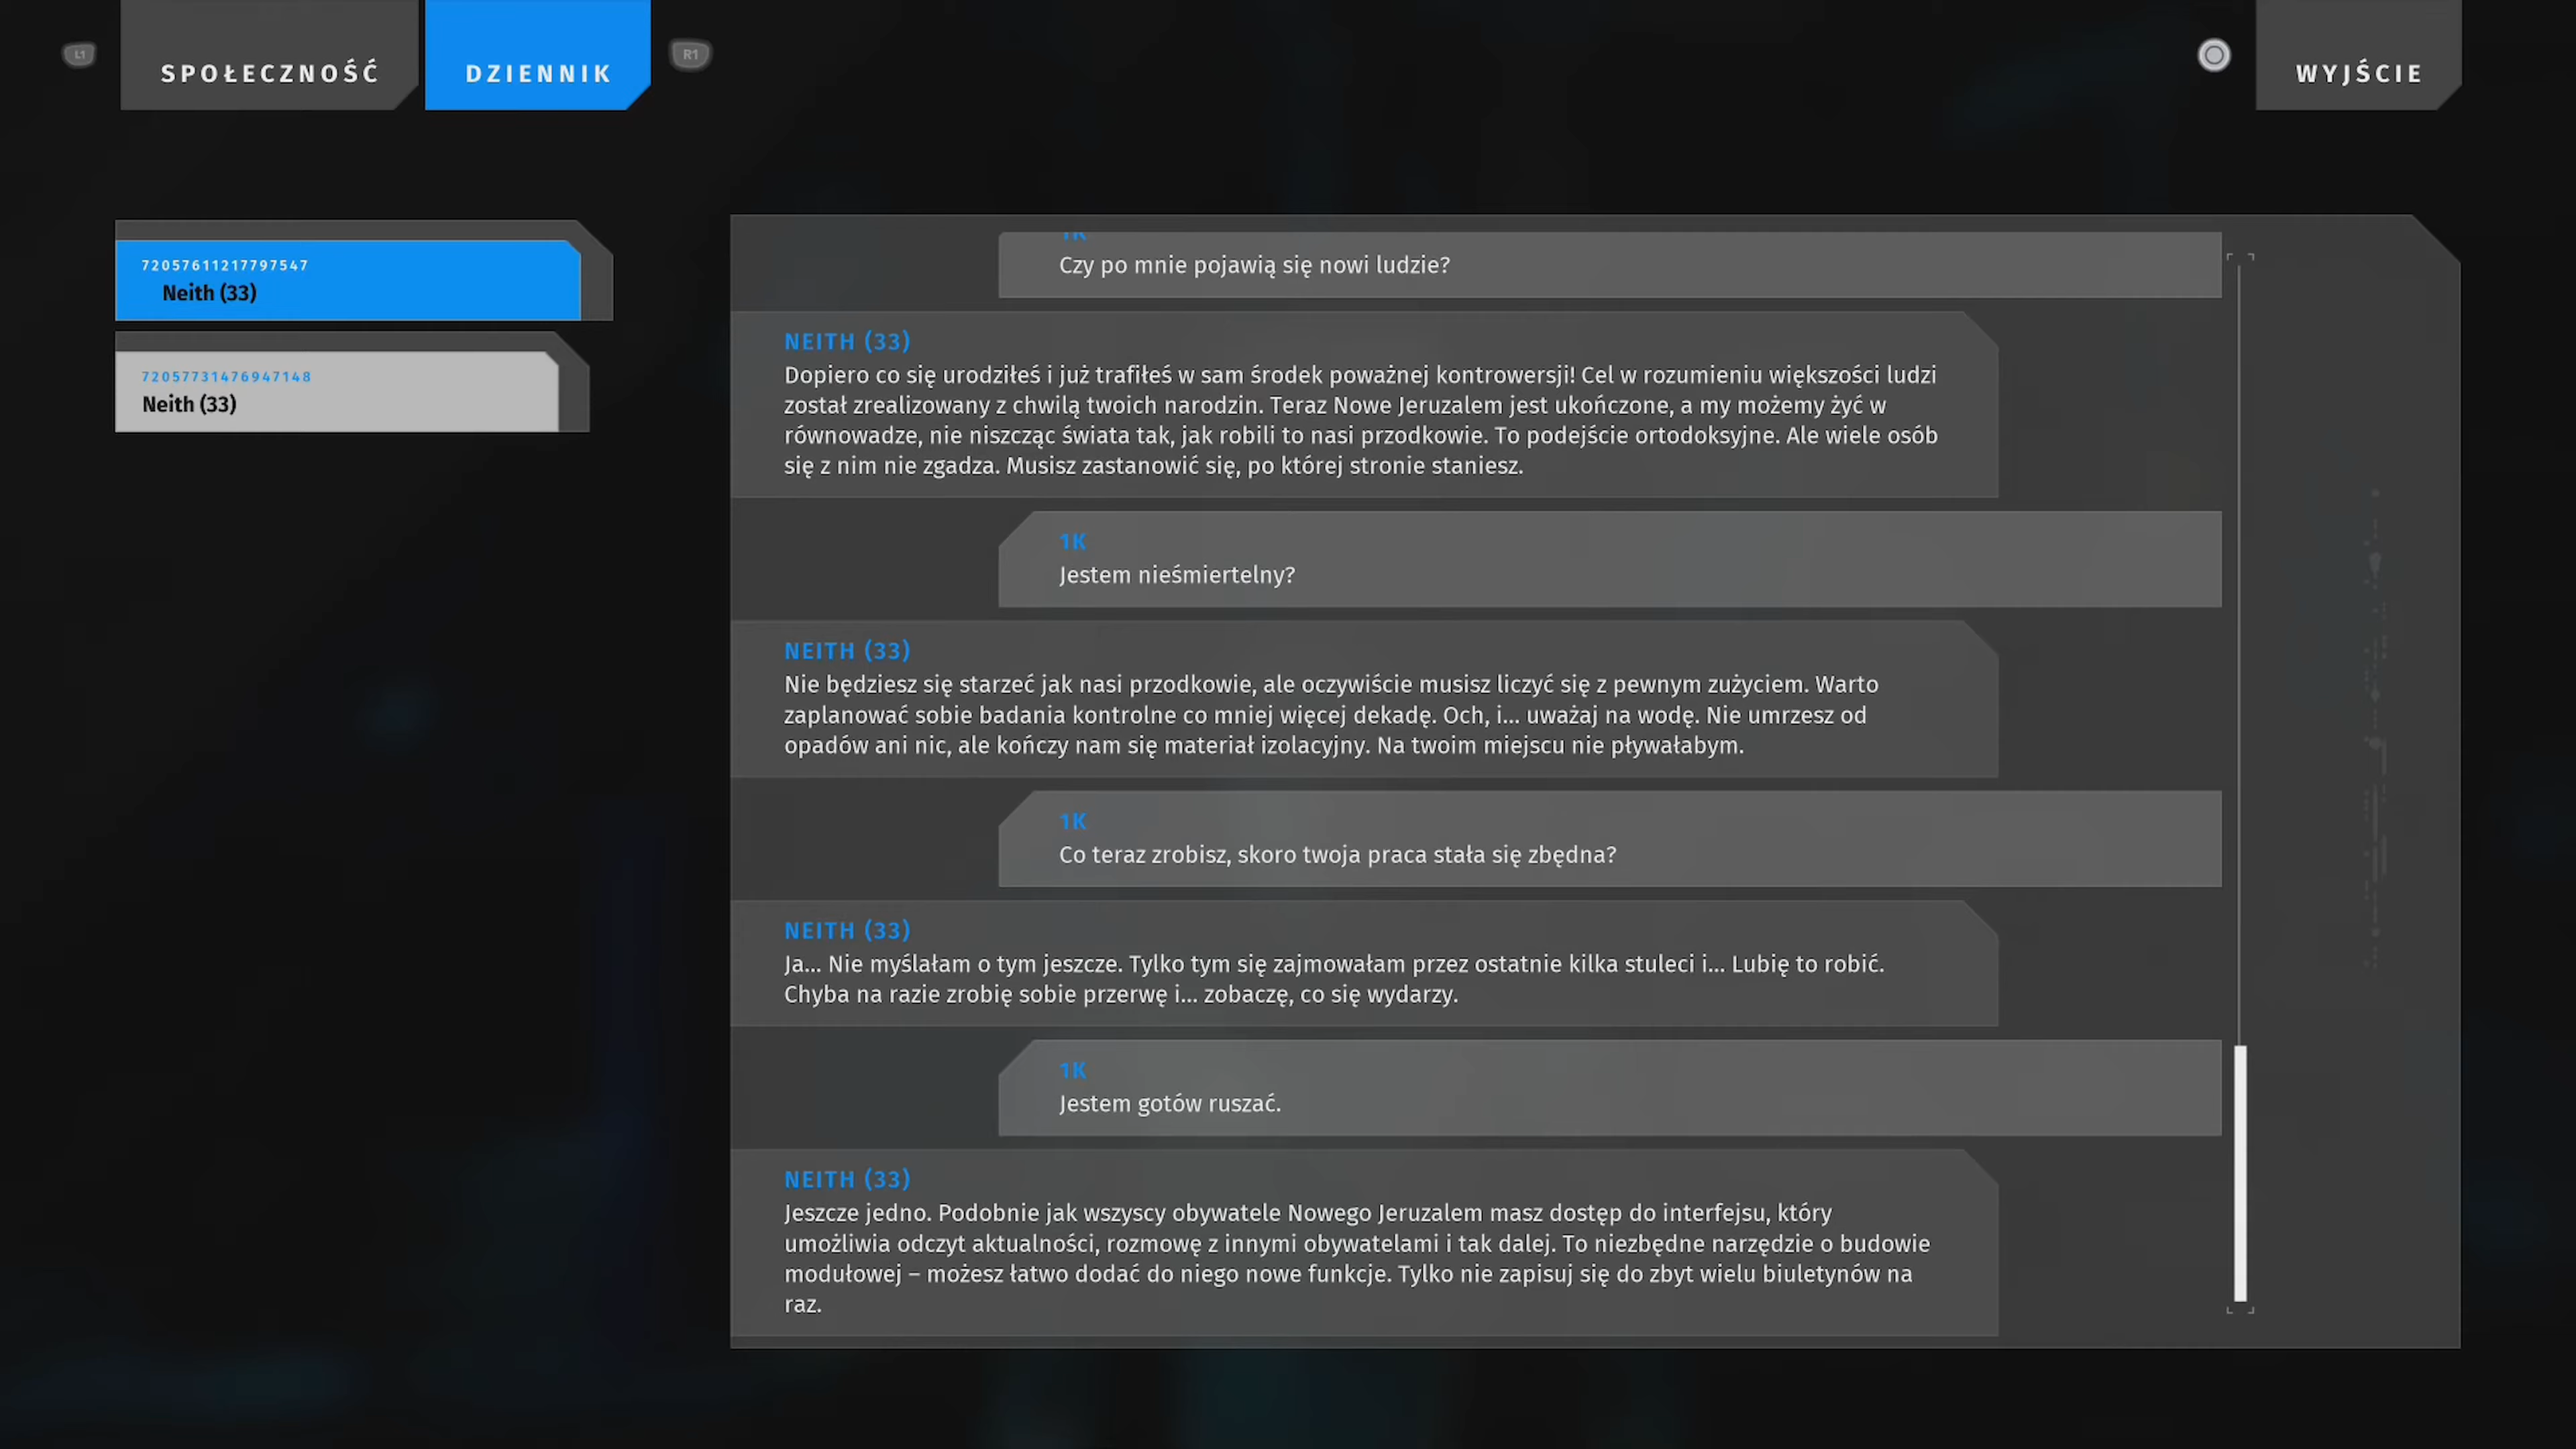 L1
SPOŁECZNOŚĆ
DZIENNIK
R1
WYJŚCIE
72057611217797547
Neith (33)
72057731476947148
Neith (33)
1K
Czy po mnie pojawią się nowi ludzie?
NEITH (33)
Dopiero co się urodziłeś i już trafiłeś w sam środek poważnej kontrowersji! Cel w rozumieniu większości ludzi
został zrealizowany z chwilą twoich narodzin. Teraz Nowe Jeruzalem jest ukończone, a my możemy żyć w
równowadze, nie niszcząc świata tak, jak robili to nasi przodkowie. To podejście ortodoksyjne. Ale wiele osób
się z nim nie zgadza. Musisz zastanowić się, po której stronie staniesz.
1K
Jestem nieśmiertelny?
NEITH (33)
Nie będziesz się starzeć jak nasi przodkowie, ale oczywiście musisz liczyć się z pewnym zużyciem. Warto
zaplanować sobie badania kontrolne co mniej więcej dekadę. Och, i... uważaj na wodę. Nie umrzesz od
opadów ani nic, ale kończy nam się materiał izolacyjny. Na twoim miejscu nie pływałabym.
1K
Co teraz zrobisz, skoro twoja praca stała się zbędna?
NEITH (33)
Ja... Nie myślałam o tym jeszcze. Tylko tym się zajmowałam przez ostatnie kilka stuleci i... Lubię to robić.
Chyba na razie zrobię sobie przerwę i... zobaczę, co się wydarzy.
1K
Jestem gotów ruszać.
NEITH (33)
Jeszcze jedno. Podobnie jak wszyscy obywatele Nowego Jeruzalem masz dostęp do interfejsu, który
umożliwia odczyt aktualności, rozmowę z innymi obywatelami i tak dalej. To niezbędne narzędzie o budowie
modułowej – możesz łatwo dodać do niego nowe funkcje. Tylko nie zapisuj się do zbyt wielu biuletynów na
raz.